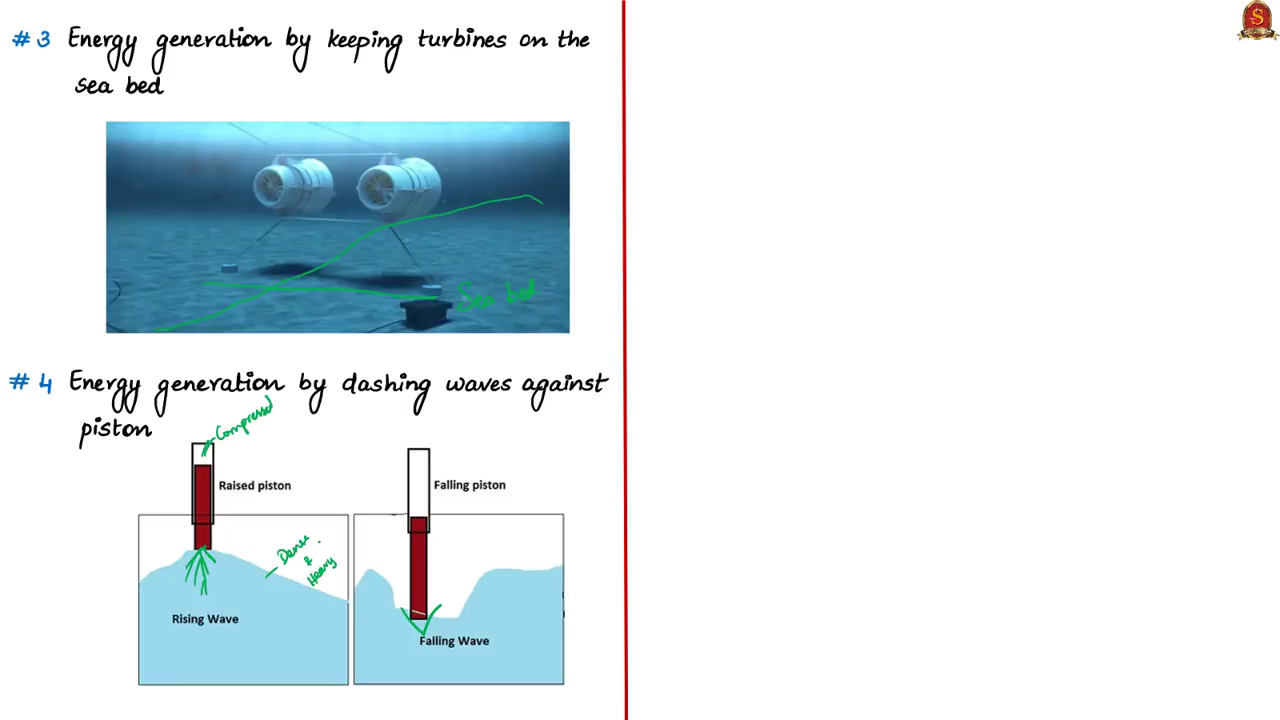 #3 Energy generation by keeping turbines on the
sea bed
Sea bed
#4 Energy generation by dashing waves against
piston
Compressed
Raised piston
Falling piston
Dense
&
Heavy
Rising Wave
Falling Wave
S